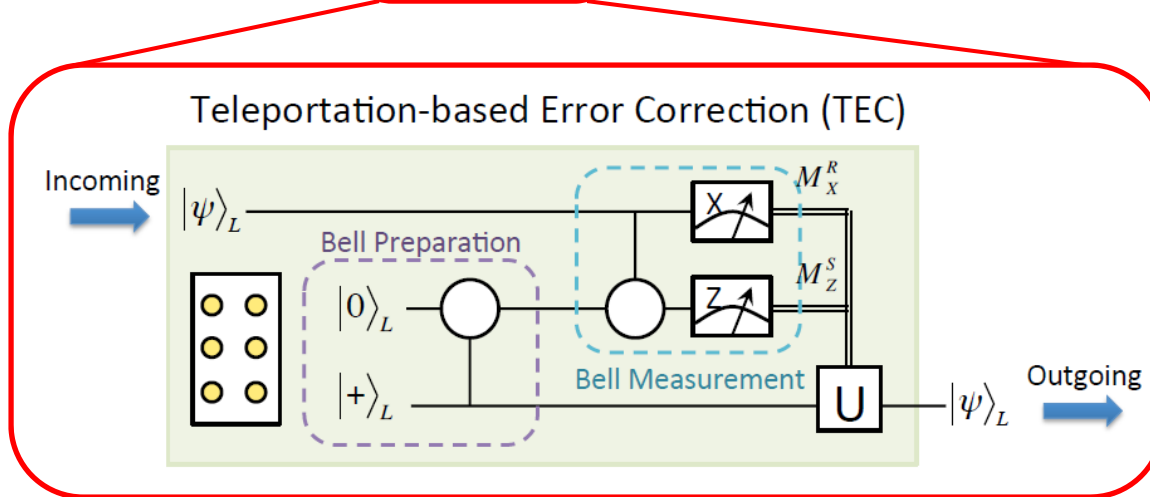 Teleportation-based Error Correction (TEC)
Incoming
|ψ⟩_L
X
M_X^R
Bell Preparation
|0⟩_L
Z
M_Z^S
Bell Measurement
|+⟩_L
U
|ψ⟩_L
Outgoing